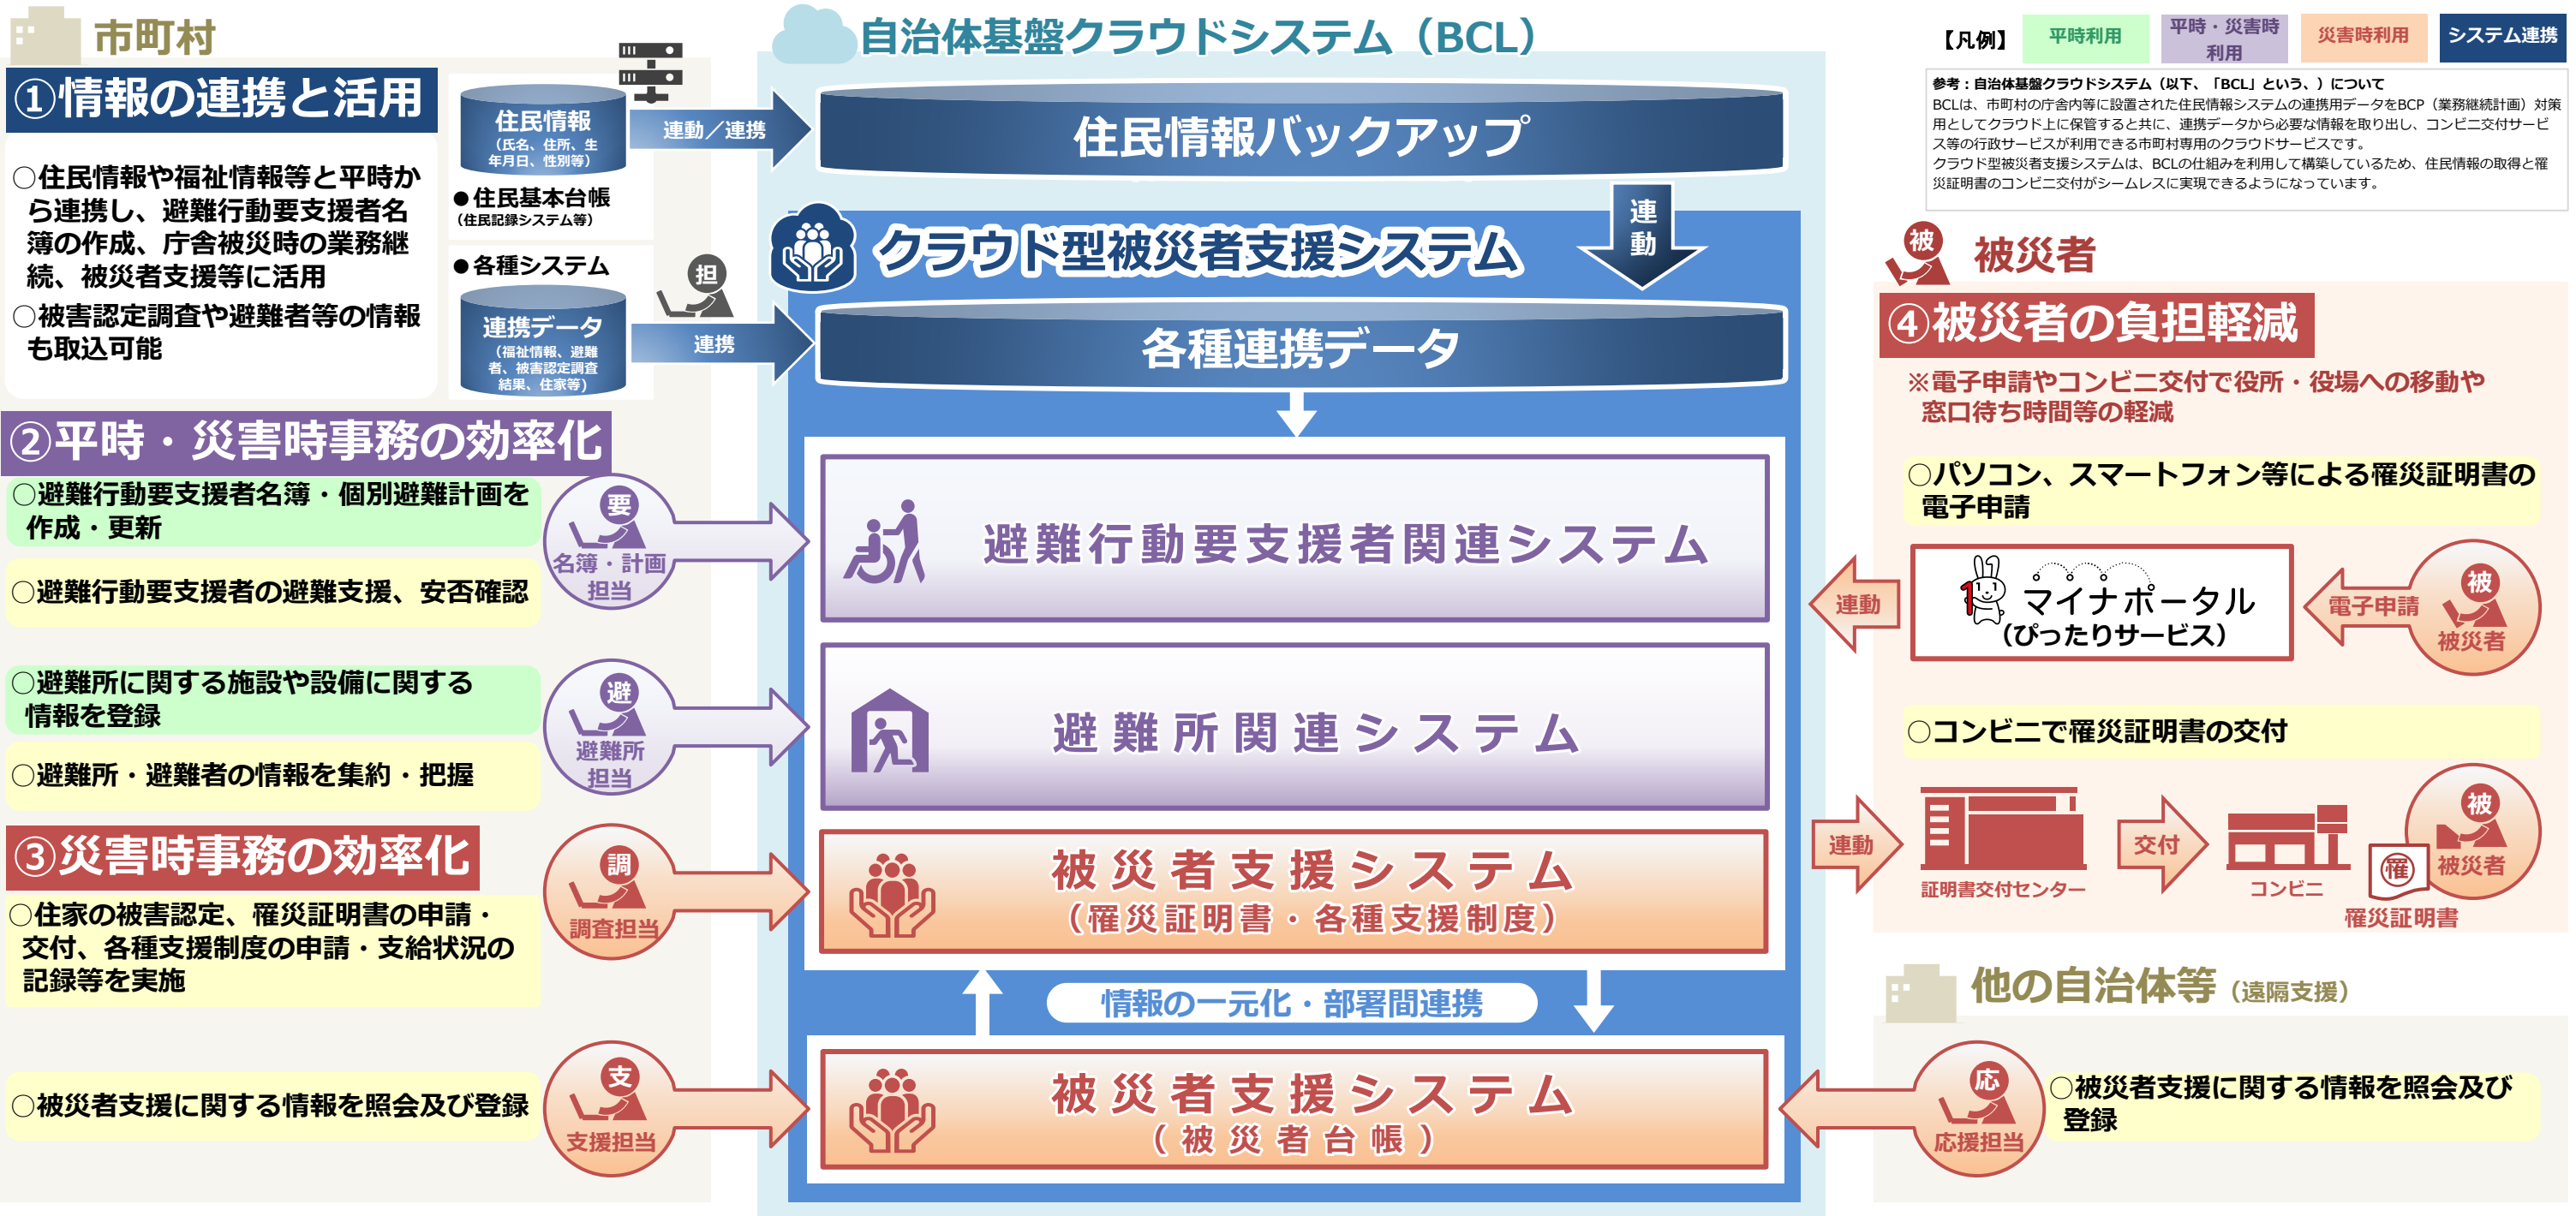 市町村
①情報の連携と活用
○住民情報や福祉情報等と平時か
ら連携し、避難行動要支援者名
簿の作成、庁舎被災時の業務継
続、被災者支援等に活用
○被害認定調査や避難者等の情報
も取込可能
住民情報
（氏名、住所、生
年月日、性別等）
●住民基本台帳
（住民記録システム等）
●各種システム
連携データ
（福祉情報、避難
者、被害認定調査
結果、住家等）
連動／連携
担
連携
②平時・災害時事務の効率化
○避難行動要支援者名簿・個別避難計画を
作成・更新
○避難行動要支援者の避難支援、安否確認
要
名簿・計画
担当
○避難所に関する施設や設備に関する
情報を登録
○避難所・避難者の情報を集約・把握
避
避難所
担当
③災害時事務の効率化
○住家の被害認定、罹災証明書の申請・
交付、各種支援制度の申請・支給状況の
記録等を実施
調
調査担当
○被災者支援に関する情報を照会及び登録
支
支援担当
自治体基盤クラウドシステム（BCL）
住民情報バックアップ
連
動
クラウド型被災者支援システム
各種連携データ
避難行動要支援者関連システム
避難所関連システム
被災者支援システム
（罹災証明書・各種支援制度）
情報の一元化・部署間連携
被災者支援システム
（被災者台帳）
【凡例】
平時利用
平時・災害時
利用
災害時利用
システム連携
参考：自治体基盤クラウドシステム（以下、「BCL」という、）について
BCLは、市町村の庁舎内等に設置された住民情報システムの連携用データをBCP（業務継続計画）対策
用としてクラウド上に保管すると共に、連携データから必要な情報を取り出し、コンビニ交付サービ
ス等の行政サービスが利用できる市町村専用のクラウドサービスです。
クラウド型被災者支援システムは、BCLの仕組みを利用して構築しているため、住民情報の取得と罹
災証明書のコンビニ交付がシームレスに実現できるようになっています。
被
被災者
④被災者の負担軽減
※電子申請やコンビニ交付で役所・役場への移動や
窓口待ち時間等の軽減
○パソコン、スマートフォン等による罹災証明書の
電子申請
連動
マイナポータル
（ぴったりサービス）
電子申請
被
被災者
○コンビニで罹災証明書の交付
連動
証明書交付センター
交付
コンビニ
被
被災者
罹
罹災証明書
他の自治体等（遠隔支援）
応
応援担当
○被災者支援に関する情報を照会及び
登録